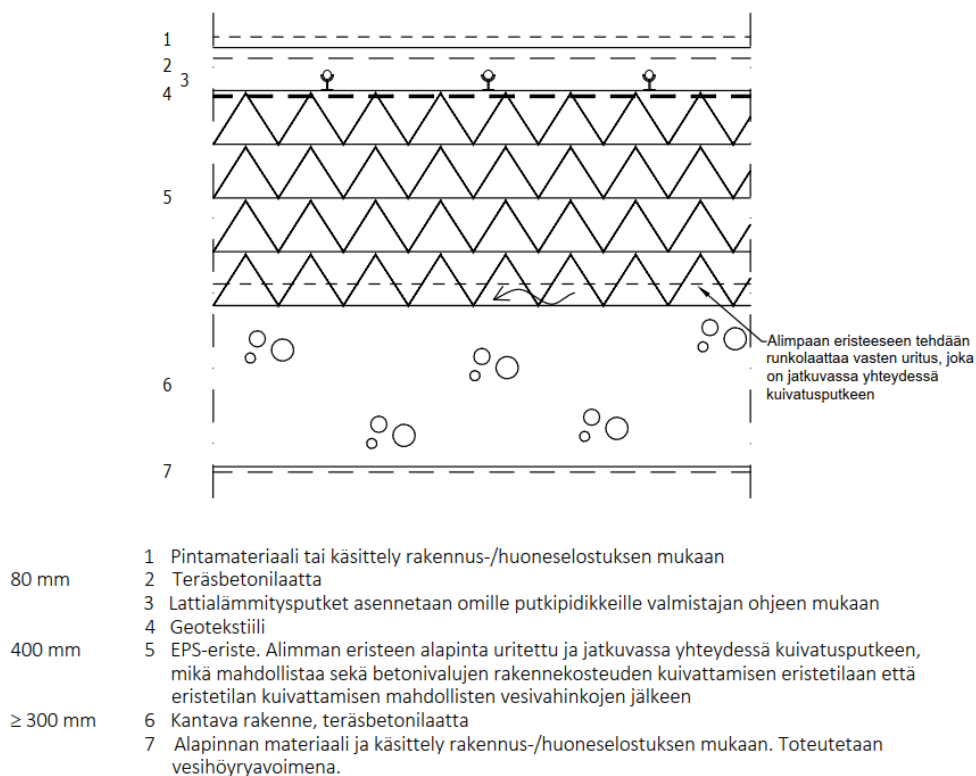 1
2
3
4
5
6
7
Alimpaan eristeeseen tehdään
runkolaattaa vasten uritus, joka
on jatkuvassa yhteydessä
kuivatusputkeen
1 Pintamateriaali tai käsittely rakennus-/huoneselostuksen mukaan
80 mm 2 Teräsbetonilaatta
3 Lattialämmitysputket asennetaan omille putkipidikkeille valmistajan ohjeen mukaan
4 Geotekstiili
400 mm 5 EPS-eriste. Alimman eristeen alapinta uritettu ja jatkuvassa yhteydessä kuivatusputkeen,
mikä mahdollistaa sekä betonivalujen rakennekosteuden kuivattamisen eristetilaan että
eristetilan kuivattamisen mahdollisten vesivahinkojen jälkeen
≥ 300 mm 6 Kantava rakenne, teräsbetonilaatta
7 Alapinnan materiaali ja käsittely rakennus-/huoneselostuksen mukaan. Toteutetaan
vesihöyryavoimena.